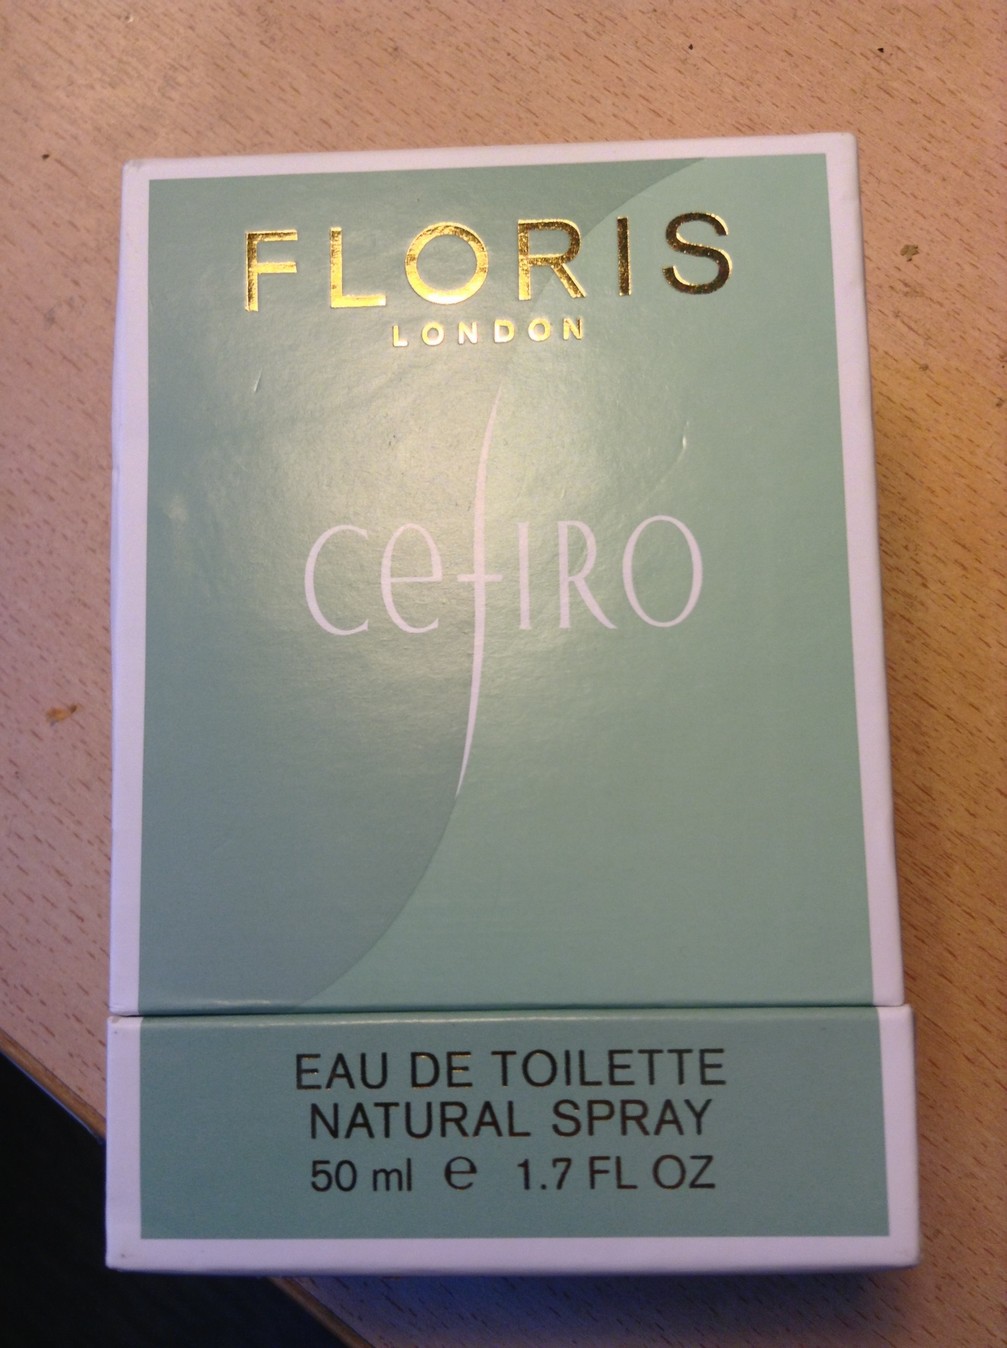 FLORIS
LONDON
cefiro
EAU DE TOILETTE
NATURAL SPRAY
50 ml ℮ 1.7 FL OZ